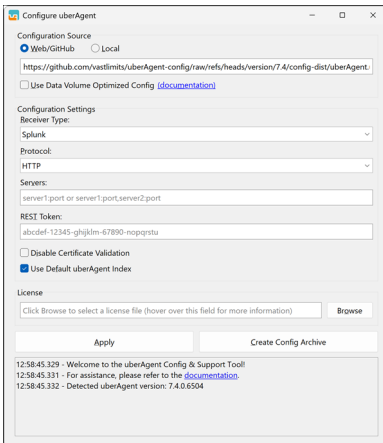 Configure uberAgent
Configuration Source
Web/GitHub Local
https://github.com/vastlimits/uberAgent-config/raw/refs/heads/version/7.4/config-dist/uberAgent.
Use Data Volume Optimized Config (documentation)
Configuration Settings
Receiver Type:
Splunk
Protocol:
HTTP
Servers:
server1:port or server1:port,server2:port
REST Token:
abcdef-12345-ghijklm-67890-nopqrstu
Disable Certificate Validation
Use Default uberAgent Index
License
Click Browse to select a license file (hover over this field for more information) Browse
Apply Create Config Archive
12:58:45.329 - Welcome to the uberAgent Config & Support Tool!
12:58:45.331 - For assistance, please refer to the documentation.
12:58:45.332 - Detected uberAgent version: 7.4.0.6504